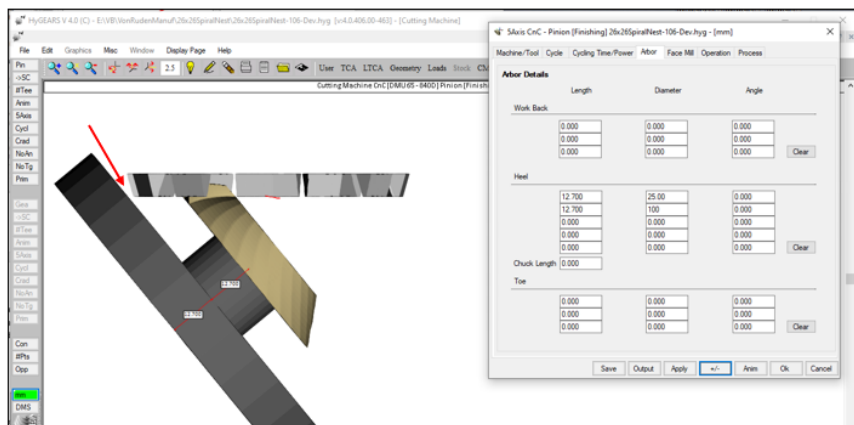 HyGEARS V 4.0 (C) - E:\VB\VonRudenManuf\26x26SpiralNest\26x26SpiralNest-106-Dev.hyg [v:4.0.406.00-463] - [Cutting Machine]
File Edit Graphics Misc Window Display Page Help
2.5 User TCA LTCA Geometry Loads Stock
Cutting Machine CnC [DMU65 - 840D] Pinion [Finishi
Pin
->SC
#Tee
Anim
5Axis
Cycl
Crad
NoAn
NoTg
Prim
Gea
->SC
#Tee
Anim
5Axis
Cycl
Crad
NoAn
NoTg
Prim
Con
#Pts
Opp
mm
DMS
12.700
12.700
5Axis CnC - Pinion [Finishing] 26x26SpiralNest-106-Dev.hyg - [mm]
Machine/Tool Cycle Cycling Time/Power Arbor Face Mill Operation Process
Arbor Details
Length Diameter Angle
Work Back
0.000 0.000 0.000
0.000 0.000 0.000
0.000 0.000 0.000 Clear
Heel
12.700 25.00 0.000
12.700 100 0.000
0.000 0.000 0.000
0.000 0.000 0.000
0.000 0.000 0.000 Clear
Chuck Length 0.000
Toe
0.000 0.000 0.000
0.000 0.000 0.000
0.000 0.000 0.000 Clear
Save Output Apply +/- Anim Ok Cancel